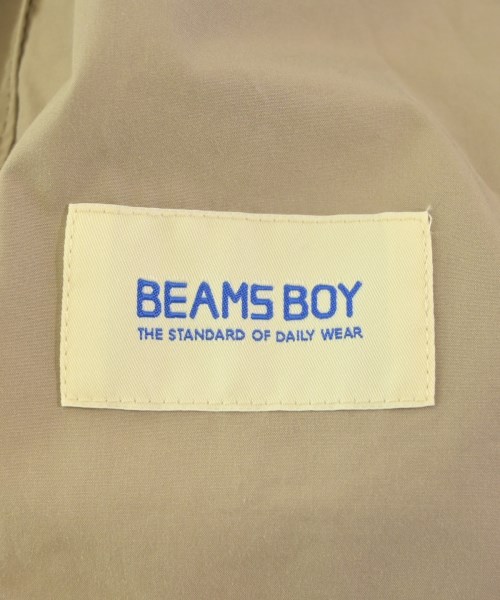 BEAMS BOY
THE STANDARD OF DAILY WEAR